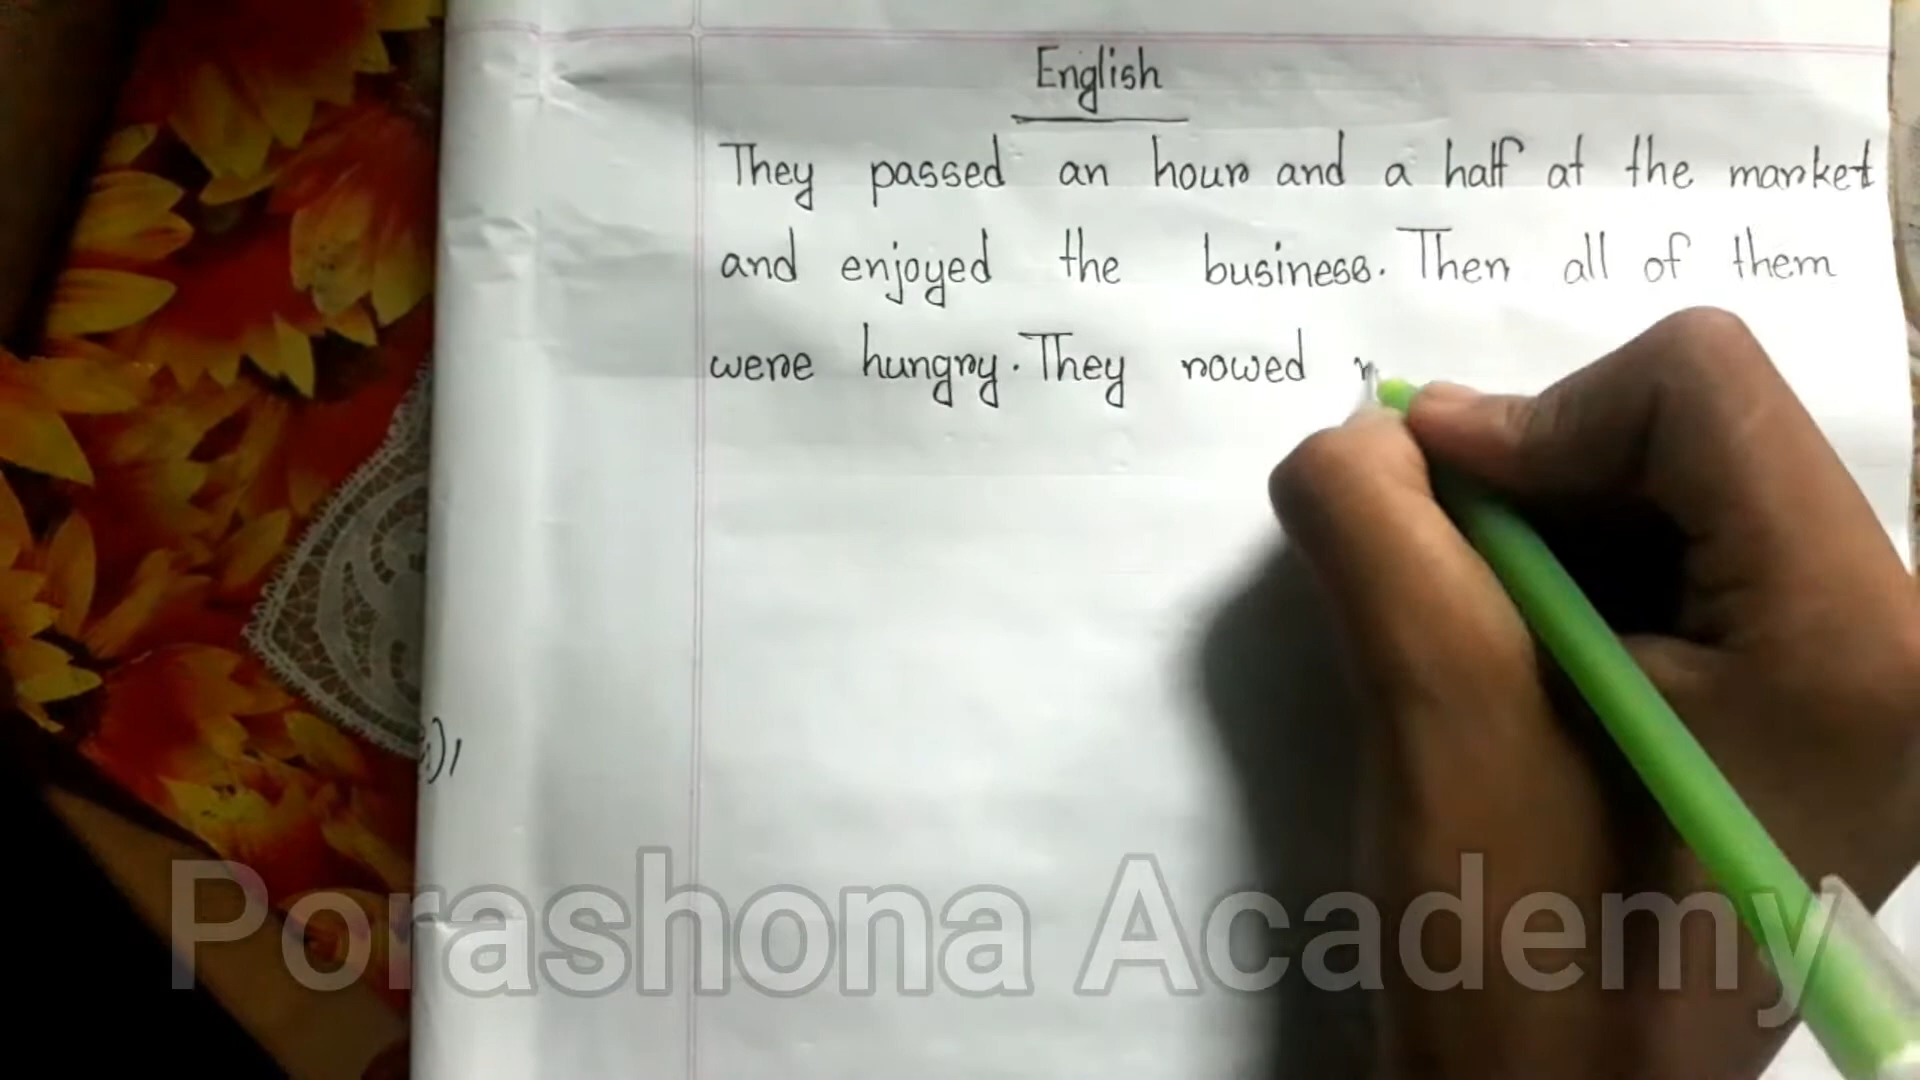 English
They passed an hour and a half at the market
and enjoyed the business. Then all of them
were hungry. They rowed
Porashona Academy